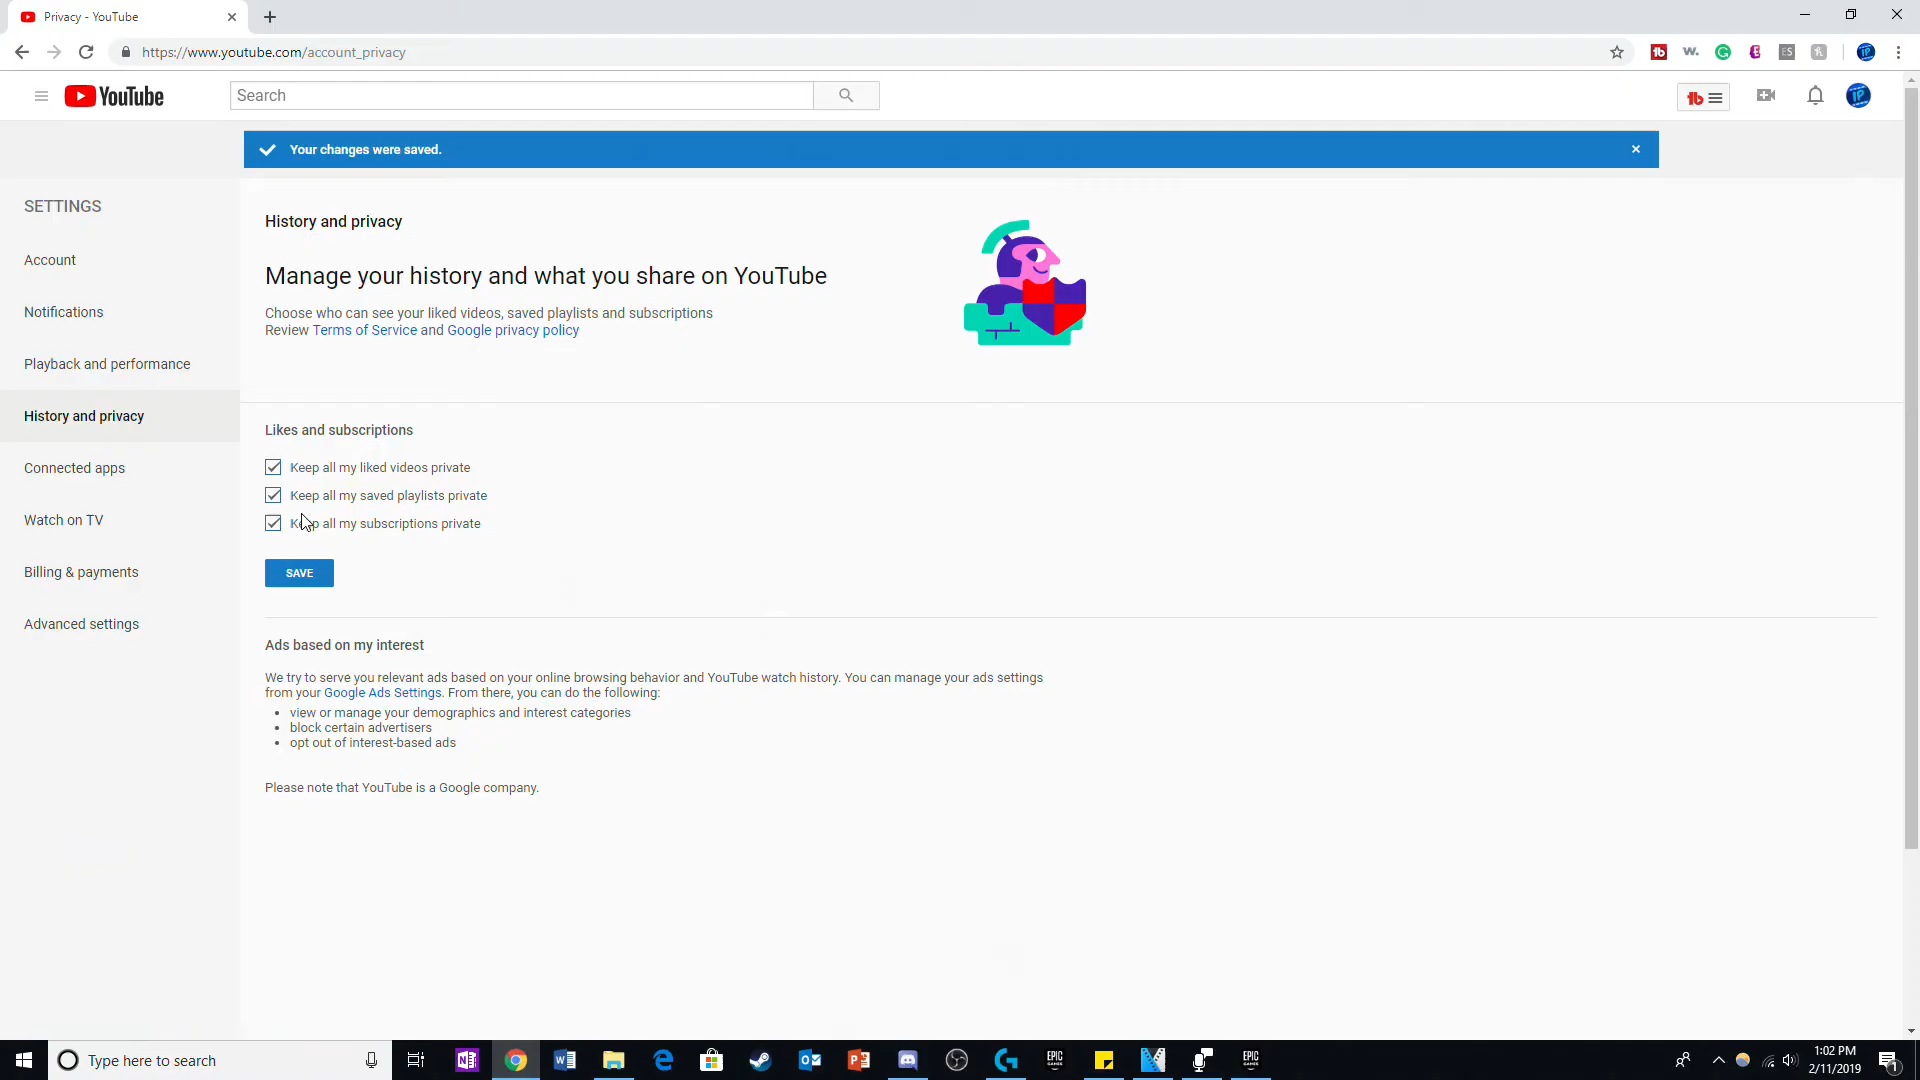 Privacy - YouTube
https://www.youtube.com/account_privacy
YouTube
Search
Your changes were saved.
SETTINGS
Account
Notifications
Playback and performance
History and privacy
Connected apps
Watch on TV
Billing & payments
Advanced settings
History and privacy
Manage your history and what you share on YouTube
Choose who can see your liked videos, saved playlists and subscriptions
Review Terms of Service and Google privacy policy
Likes and subscriptions
Keep all my liked videos private
Keep all my saved playlists private
Keep all my subscriptions private
SAVE
Ads based on my interest
We try to serve you relevant ads based on your online browsing behavior and YouTube watch history. You can manage your ads settings
from your Google Ads Settings. From there, you can do the following:
view or manage your demographics and interest categories
block certain advertisers
opt out of interest-based ads
Please note that YouTube is a Google company.
Type here to search
1:02 PM
2/11/2019